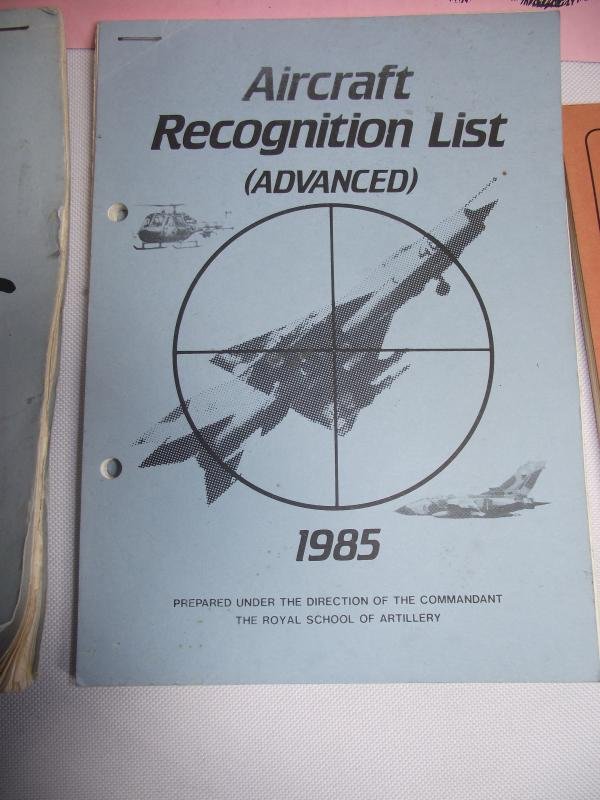 Aircraft
Recognition List
(ADVANCED)
1985
PREPARED UNDER THE DIRECTION OF THE COMMANDANT
THE ROYAL SCHOOL OF ARTILLERY